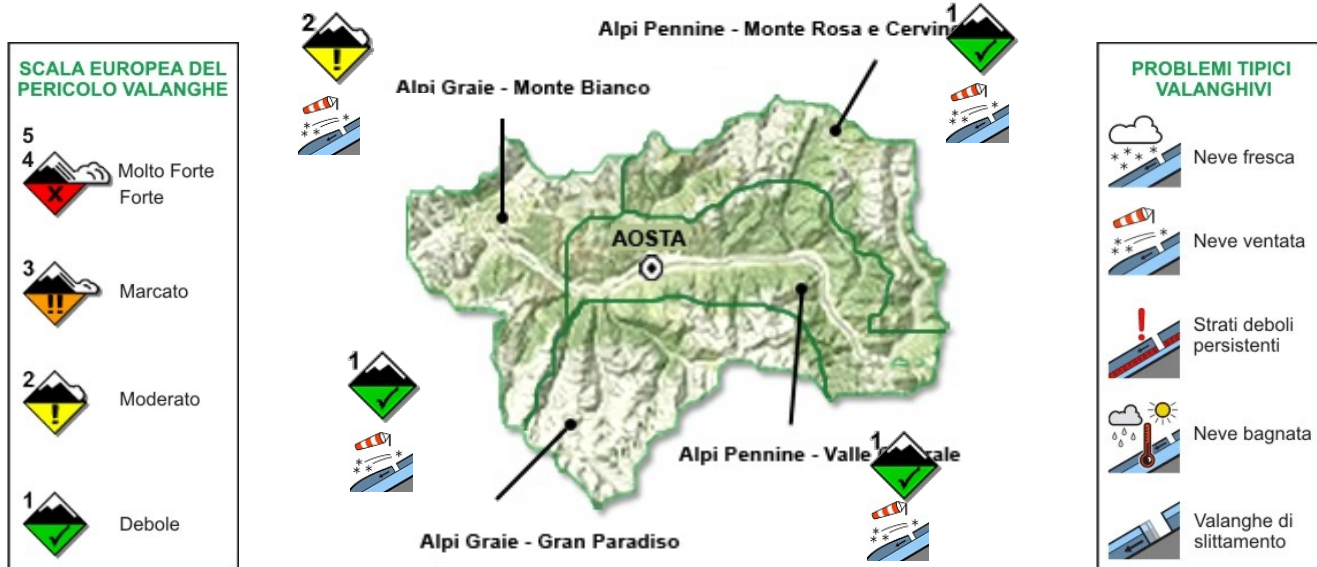 SCALA EUROPEA DEL
PERICOLO VALANGHE
5
4
Molto Forte
Forte
3
Marcato
2
Moderato
1
Debole
2
Alpi Graie - Monte Bianco
Alpi Pennine - Monte Rosa e Cervino
1
AOSTA
1
Alpi Graie - Gran Paradiso
Alpi Pennine - Valle
1
PROBLEMI TIPICI
VALANGHIVI
Neve fresca
Neve ventata
Strati deboli
persistenti
Neve bagnata
Valanghe di
slittamento